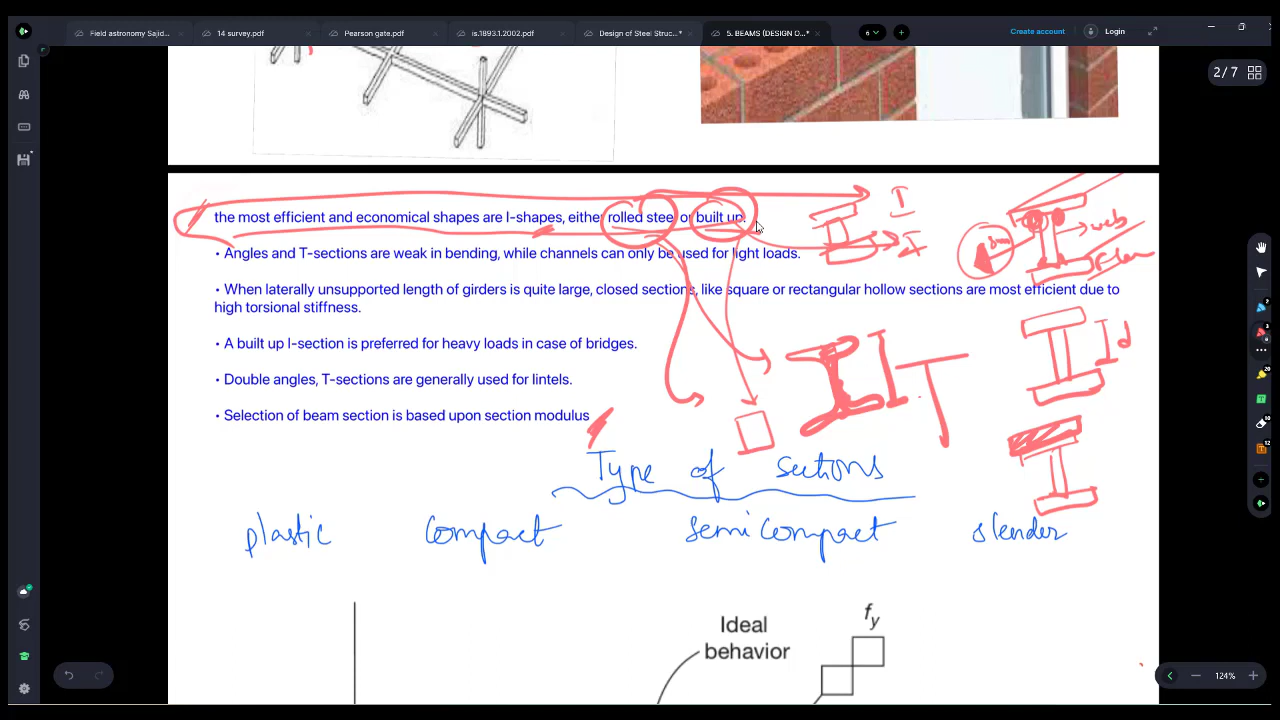 Field astronomy Sajid...
14 survey.pdf
Pearson gate.pdf
is.1893.1.2002.pdf
Design of Steel Struc...*
5. BEAMS (DESIGN O...*
6
Create account
Login
2/7
the most efficient and economical shapes are I-shapes, either rolled steel or built up.
• Angles and T-sections are weak in bending, while channels can only be used for light loads.
• When laterally unsupported length of girders is quite large, closed sections, like square or rectangular hollow sections are most efficient due to
high torsional stiffness.
• A built up I-section is preferred for heavy loads in case of bridges.
• Double angles, T-sections are generally used for lintels.
• Selection of beam section is based upon section modulus
I
I
web
d
Type of sections
plastic compact semi compact slender
Ideal
behavior
fy
124%